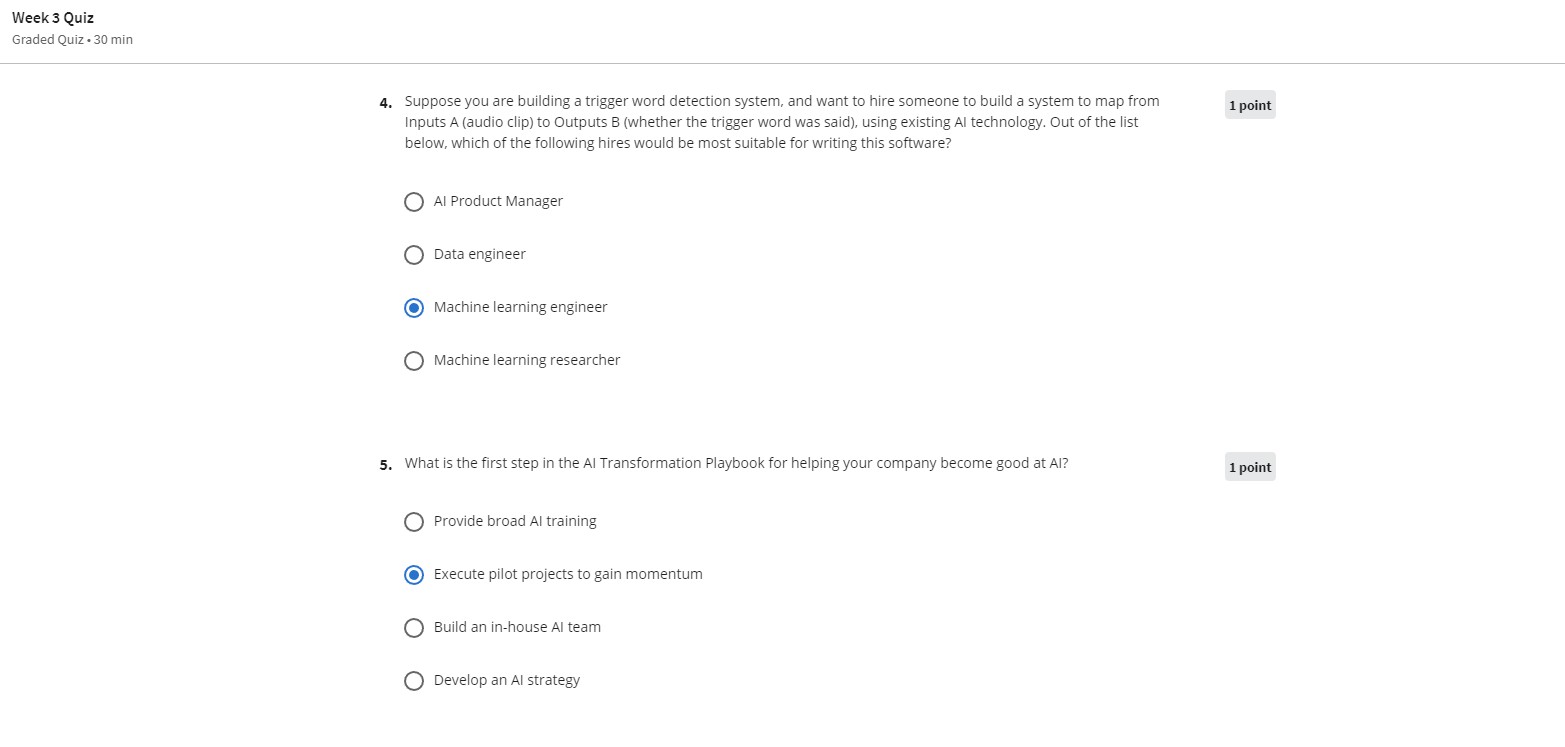 Week 3 Quiz
Graded Quiz • 30 min
4. Suppose you are building a trigger word detection system, and want to hire someone to build a system to map from
1 point
Inputs A (audio clip) to Outputs B (whether the trigger word was said), using existing AI technology. Out of the list
below, which of the following hires would be most suitable for writing this software?
AI Product Manager
Data engineer
Machine learning engineer
Machine learning researcher
5. What is the first step in the AI Transformation Playbook for helping your company become good at AI?
1 point
Provide broad AI training
Execute pilot projects to gain momentum
Build an in-house AI team
Develop an AI strategy